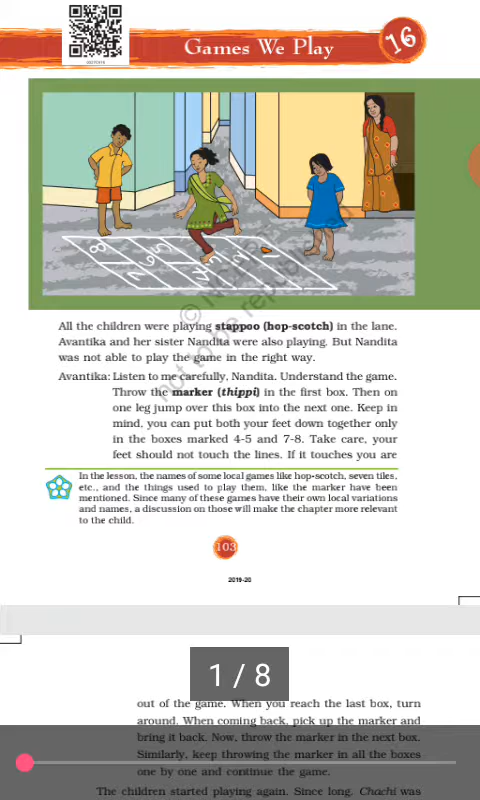 Games We Play
16
8
7
6
5
4
3
2
All the children were playing stappoo (hop-scotch) in the lane.
Avantika and her sister Nandita were also playing. But Nandita
was not able to play the game in the right way.
Avantika: Listen to me carefully, Nandita. Understand the game.
Throw the marker (thippi) in the first box. Then on
one leg jump over this box into the next one. Keep in
mind, you can put both your feet down together only
in the boxes marked 4-5 and 7-8. Take care, your
feet should not touch the lines. If it touches you are
In the lesson, the names of some local games like hop-scotch, seven tiles,
etc., and the things used to play them, like the marker have been
mentioned. Since many of these games have their own local variations
and names, a discussion on those will make the chapter more relevant
to the child.
103
2019-20
1 / 8
out of the game. When you reach the last box, turn
around. When coming back, pick up the marker and
bring it back. Now, throw the marker in the next box.
Similarly, keep throwing the marker in all the boxes
one by one and continue the game.
The children started playing again. Since long, Chachi was
not to be republished